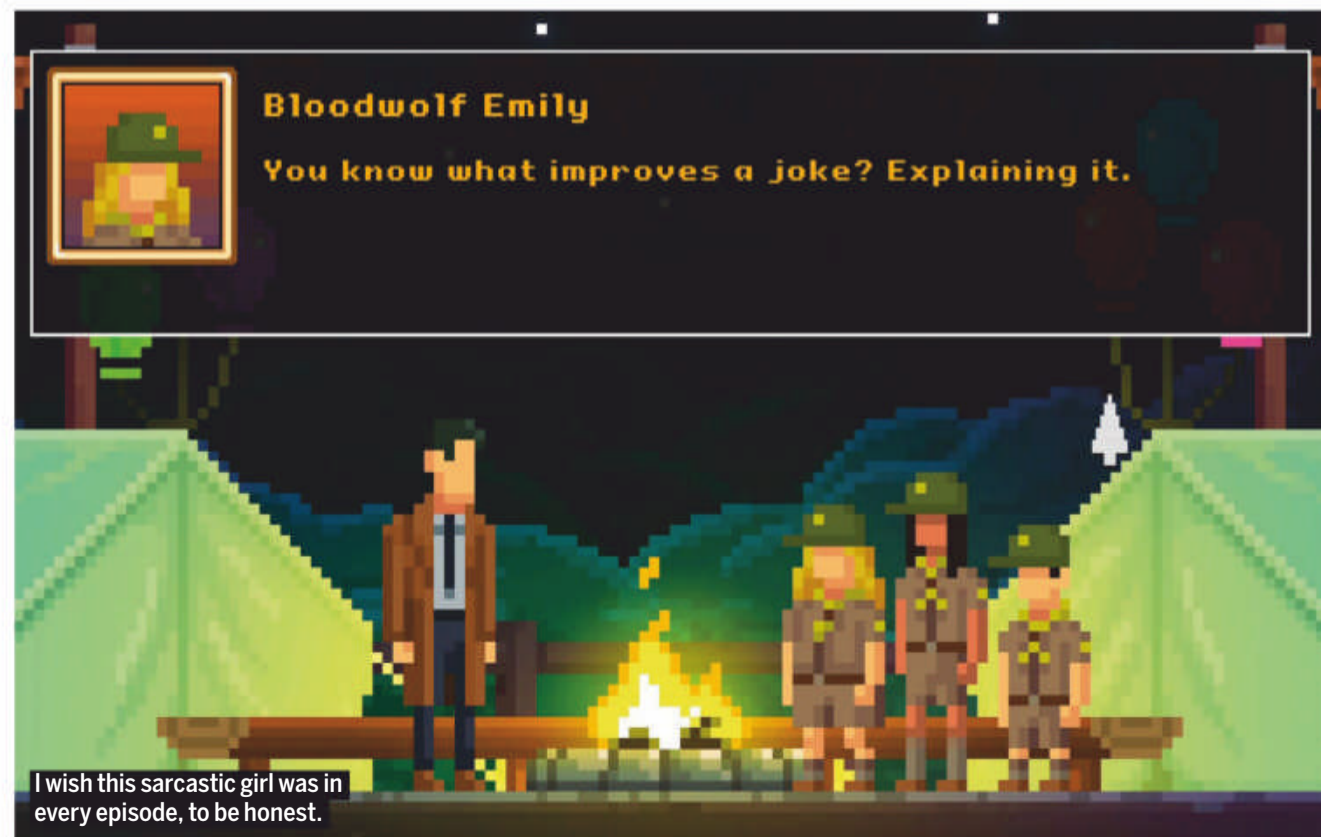 Bloodwolf Emily
You know what improves a joke? Explaining it.
I wish this sarcastic girl was in
every episode, to be honest.